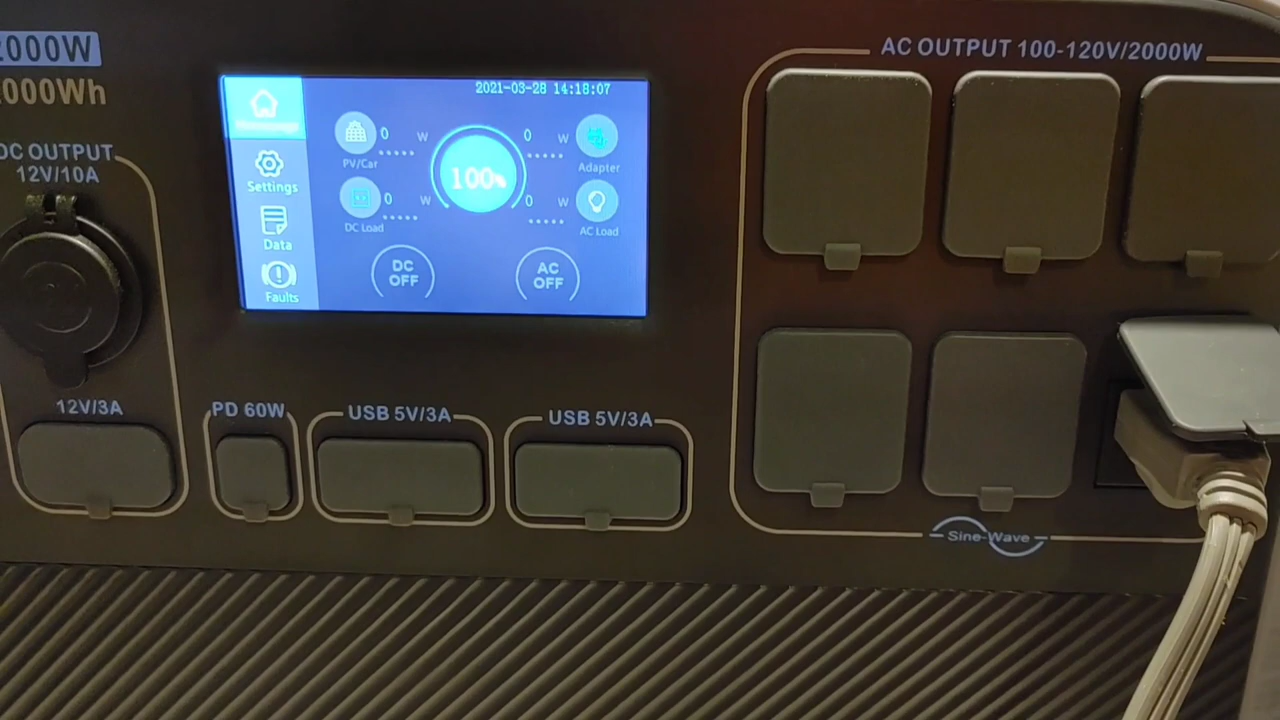 2000W
000Wh
DC OUTPUT
12V/10A
12V/3A
PD 60W
USB 5V/3A
USB 5V/3A
AC OUTPUT 100-120V/2000W
Sine-Wave
2021-03-28 14:18:07
Settings
Data
Faults
0 W
PV/Car
0 W
DC Load
100%
0 W
Adapter
0 W
AC Load
DC
OFF
AC
OFF